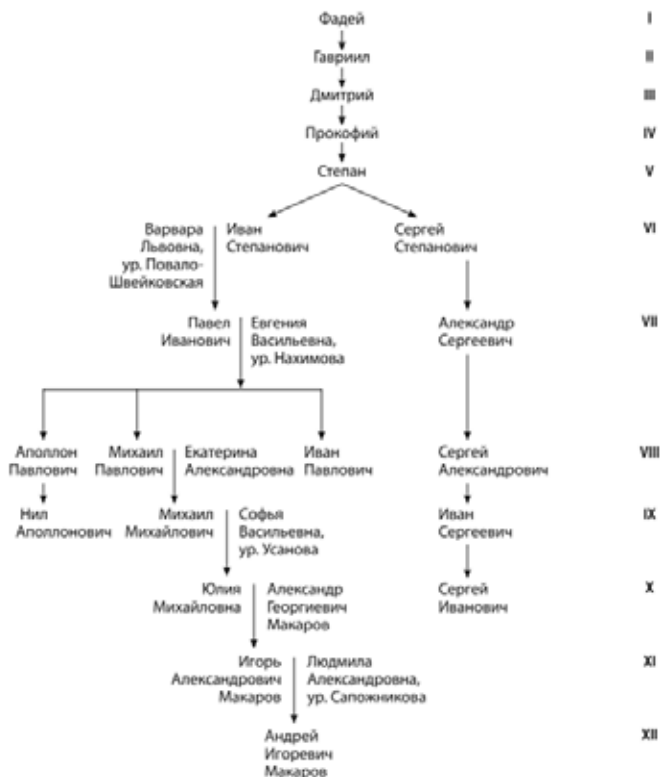 Фадей I
Гавриил II
Дмитрий III
Прокофий IV
Степан V
Варвара
Львовна,
ур. Повало-
Швейковская
Иван
Степанович
Сергей
Степанович
VI
Павел
Иванович
Евгения
Васильевна,
ур. Нахимова
Александр
Сергеевич
VII
Аполлон
Павлович
Михаил
Павлович
Екатерина
Александровна
Иван
Павлович
Сергей
Александрович
VIII
Нил
Аполлонович
Михаил
Михайлович
Софья
Васильевна,
ур. Усанова
Иван
Сергеевич
IX
Юлия
Михайловна
Александр
Георгиевич
Макаров
Сергей
Иванович
X
Игорь
Александрович
Макаров
Людмила
Александровна,
ур. Сапожникова
XI
Андрей
Игоревич
Макаров
XII